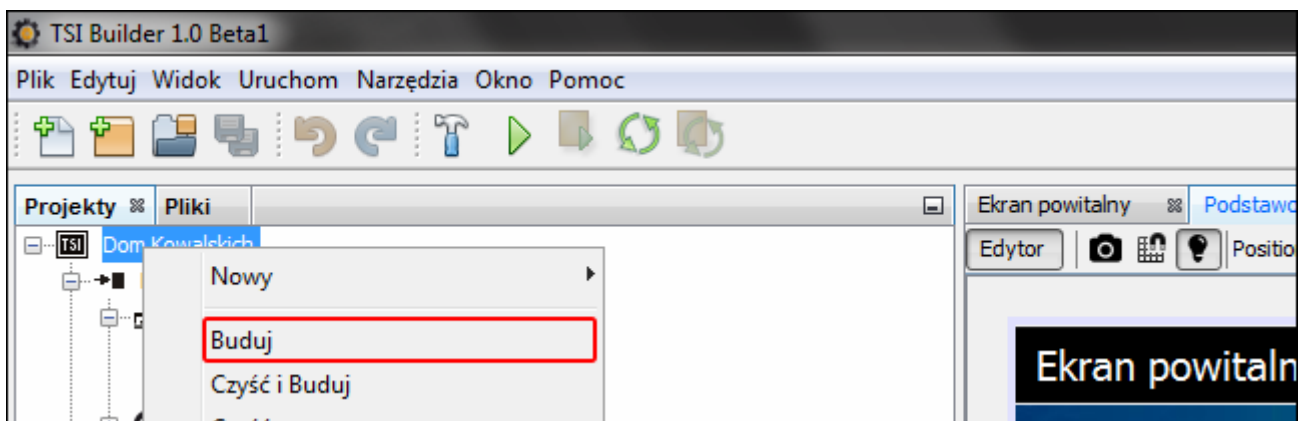 TSI Builder 1.0 Beta1
Plik Edytuj Widok Uruchom Narzędzia Okno Pomoc
Projekty Pliki
Ekran powitalny
TSI Dom Kowalskich
Edytor
Nowy
Buduj
Czyść i Buduj
Ekran